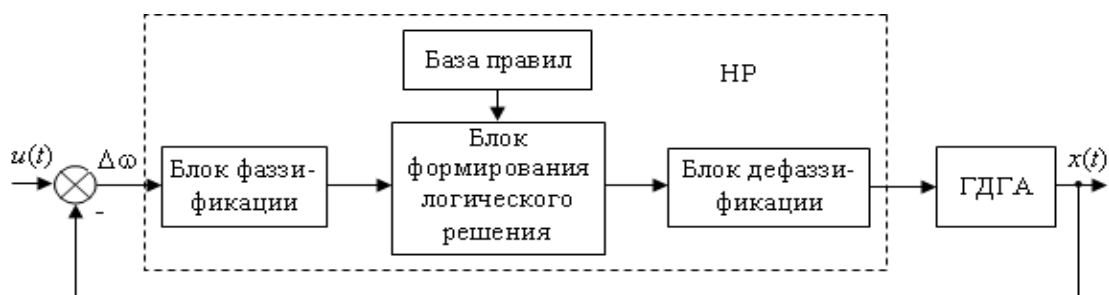 База правил
НР
u(t)
Δω
-
Блок фаззи-
фикации
Блок
формирования
логического
решения
Блок дефаззи-
фикации
ГДГА
x(t)